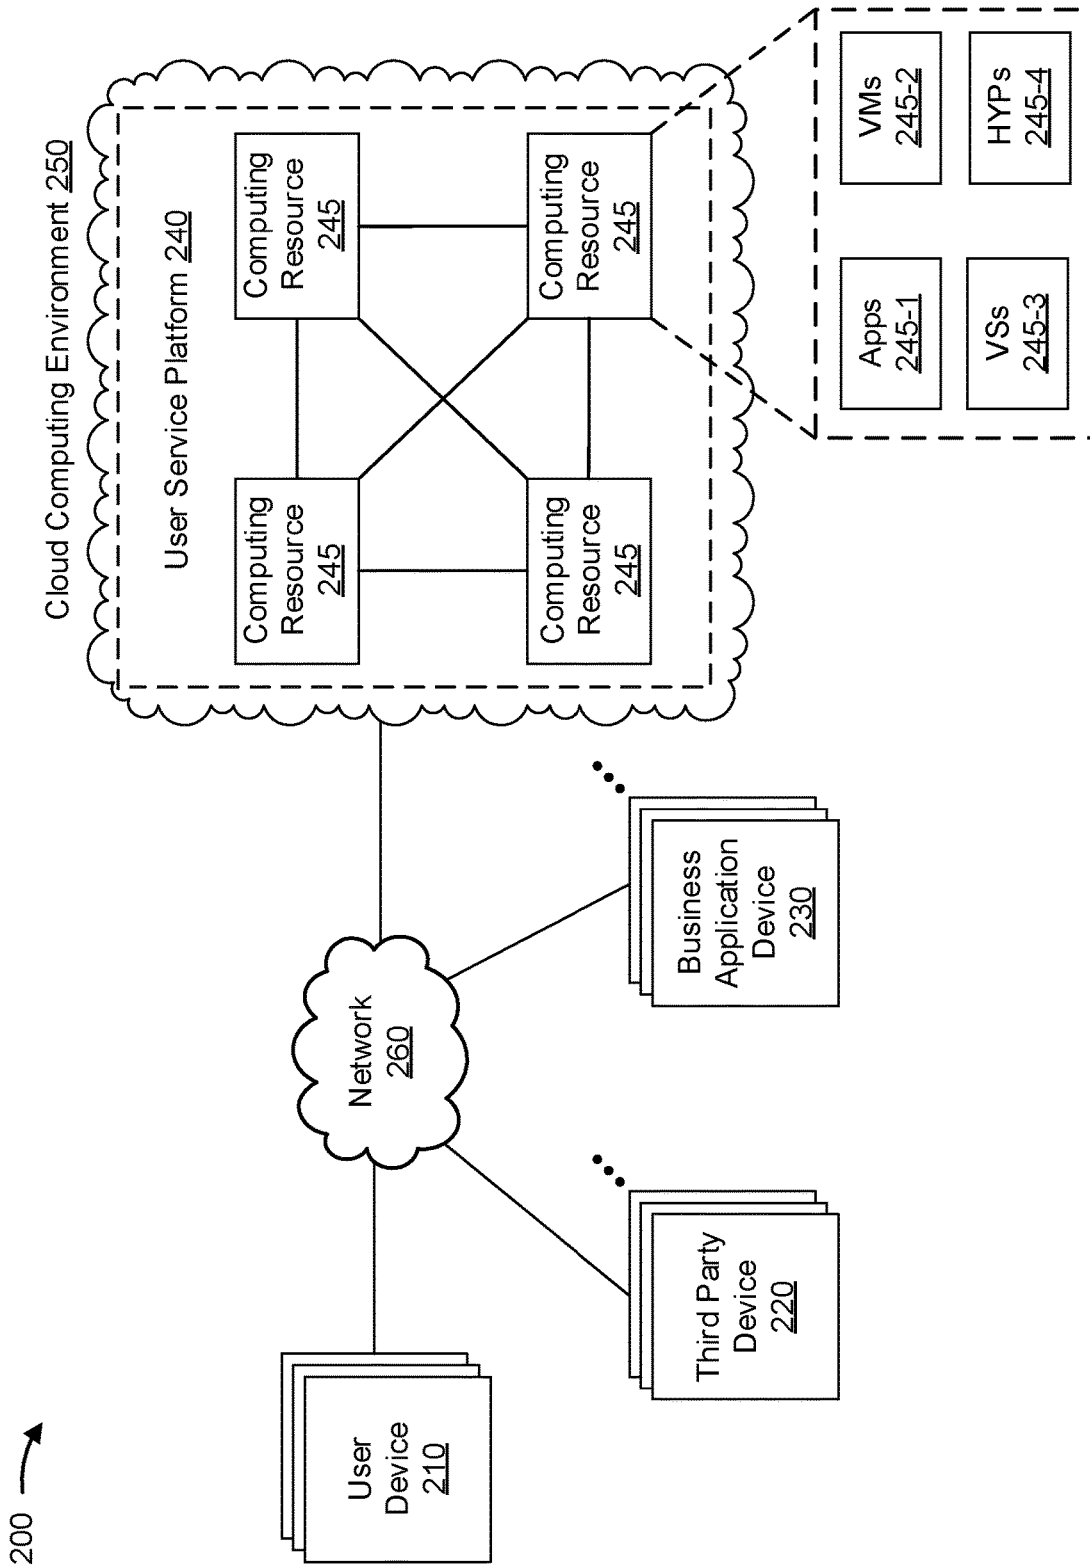 200
Cloud Computing Environment 250
User Service Platform 240
Computing
Resource
245
Computing
Resource
245
Computing
Resource
245
Computing
Resource
245
Network
260
User
Device
210
Third Party
Device
220
Business
Application
Device
230
Apps
245-1
VMs
245-2
VSs
245-3
HYPs
245-4